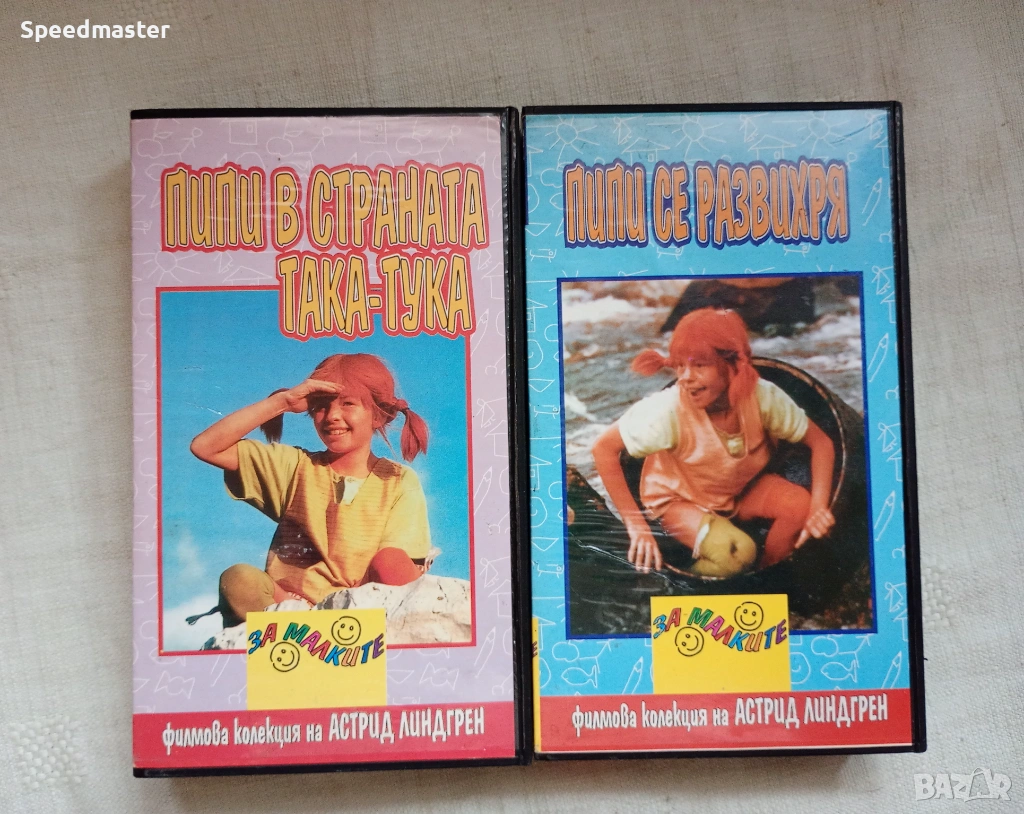 Speedmaster
ПИПИ В СТРАНАТА
ТАКА-ТУКА
ЗА МАЛКИТЕ
филмова колекция на АСТРИД ЛИНДГРЕН
ПИПИ СЕ РАЗВИХРЯ
ЗА МАЛКИТЕ
филмова колекция на АСТРИД ЛИНДГРЕН
BAZAR